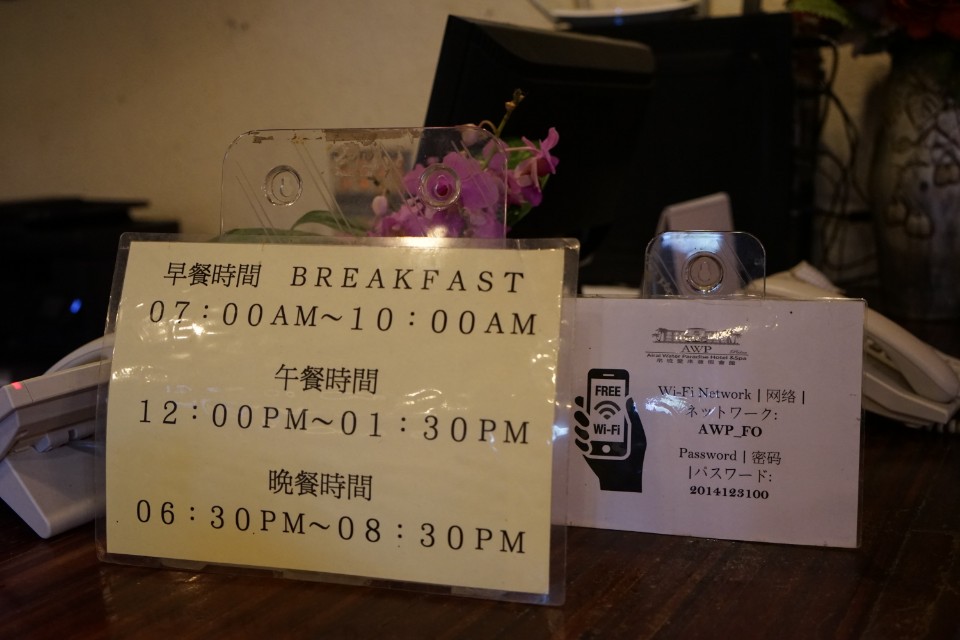 早餐時間 BREAKFAST
07：00AM～10：00AM
午餐時間
12：00PM～01：30PM
晚餐時間
06：30PM～08：30PM
AWP
FREE
Wi-Fi
Wi-Fi Network | 网络 |
ネットワーク:
AWP_FO
Password | 密码
|パスワード:
2014123100